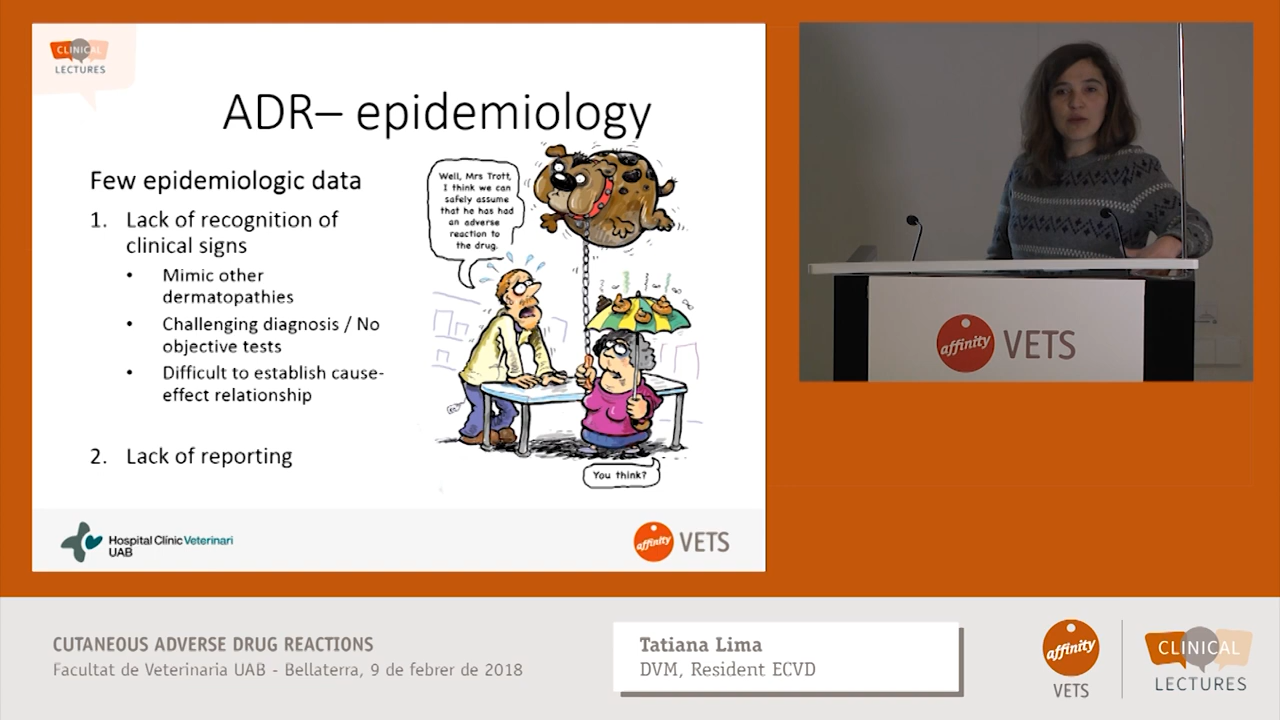 CLINICAL
LECTURES
ADR– epidemiology
Few epidemiologic data
1. Lack of recognition of
clinical signs
• Mimic other
dermatopathies
• Challenging diagnosis / No
objective tests
• Difficult to establish cause-
effect relationship
2. Lack of reporting
Well, Mrs Trott,
I think we can
safely assume
that he has had
an adverse
reaction to
the drug.
You think?
Hospital Clínic Veterinari
UAB
affinity VETS
affinity VETS
CUTANEOUS ADVERSE DRUG REACTIONS
Facultat de Veterinaria UAB - Bellaterra, 9 de febrer de 2018
Tatiana Lima
DVM, Resident ECVD
affinity
VETS
CLINICAL
LECTURES